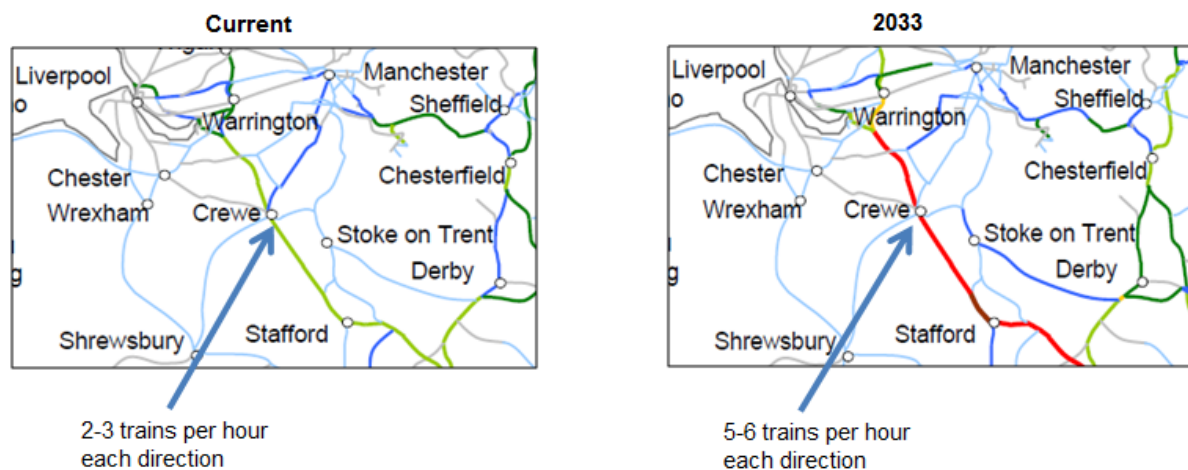 Current
Liverpool
Manchester
Sheffield
Warrington
Chester
Chesterfield
Wrexham
Crewe
Stoke on Trent
Derby
Stafford
Shrewsbury
2-3 trains per hour
each direction
2033
Liverpool
Manchester
Sheffield
Warrington
Chester
Chesterfield
Wrexham
Crewe
Stoke on Trent
Derby
Stafford
Shrewsbury
5-6 trains per hour
each direction